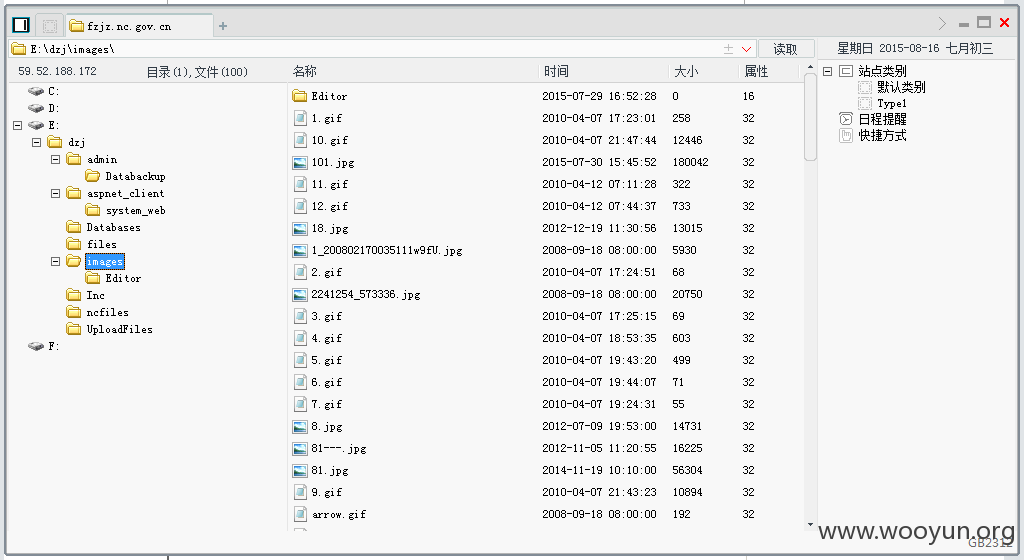 fzjz.nc.gov.cn
E:\dzj\images\
读取
星期日 2015-08-16 七月初三
59.52.188.172 目录(1),文件(100)
名称 时间 大小 属性
C:
D:
E:
dzj
admin
Databackup
aspnet_client
system_web
Databases
files
images
Editor
Inc
ncfiles
UploadFiles
F:
Editor 2015-07-29 16:52:28 0 16
1.gif 2010-04-07 17:23:01 258 32
10.gif 2010-04-07 21:47:44 12446 32
101.jpg 2015-07-30 15:45:52 180042 32
11.gif 2010-04-12 07:11:28 322 32
12.gif 2010-04-12 07:44:37 733 32
18.jpg 2012-12-19 11:30:56 13015 32
1_200802170035111w9fU.jpg 2008-09-18 08:00:00 5930 32
2.gif 2010-04-07 17:24:51 68 32
2241254_573336.jpg 2008-09-18 08:00:00 20750 32
3.gif 2010-04-07 17:25:15 69 32
4.gif 2010-04-07 18:53:35 603 32
5.gif 2010-04-07 19:43:20 499 32
6.gif 2010-04-07 19:44:07 71 32
7.gif 2010-04-07 19:24:31 55 32
8.jpg 2012-07-09 19:53:00 14731 32
81---.jpg 2012-11-05 11:20:55 16225 32
81.jpg 2014-11-19 10:10:00 56304 32
9.gif 2010-04-07 21:43:23 10894 32
arrow.gif 2008-09-18 08:00:00 192 32
站点类别
默认类别
Type1
日程提醒
快捷方式
www.wooyun.org
GB2312